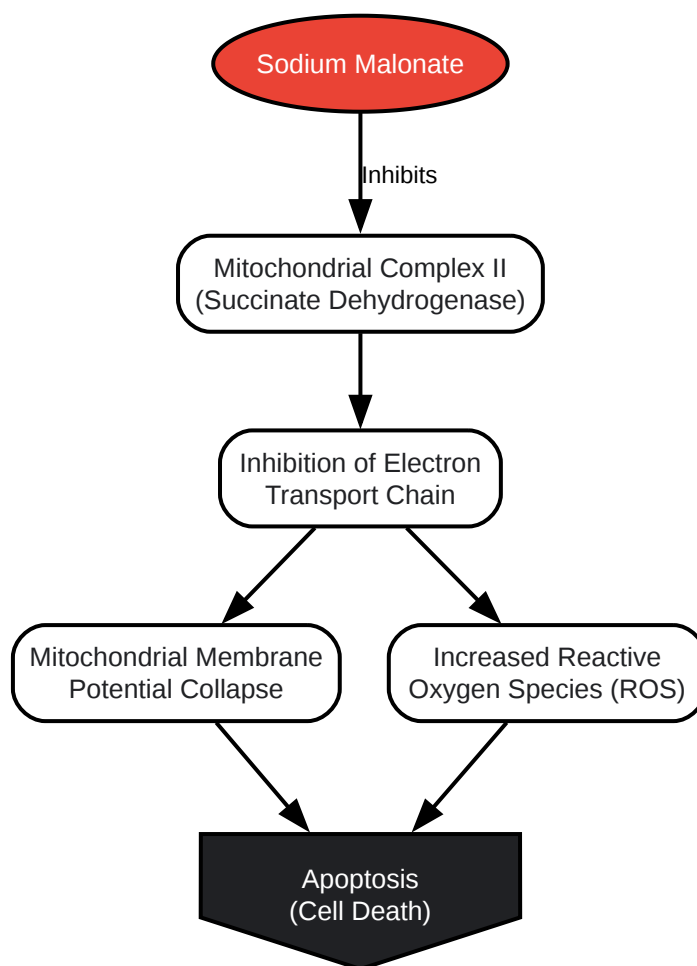 Sodium Malonate
Inhibits
Mitochondrial Complex II
(Succinate Dehydrogenase)
Inhibition of Electron
Transport Chain
Mitochondrial Membrane
Potential Collapse
Increased Reactive
Oxygen Species (ROS)
Apoptosis
(Cell Death)